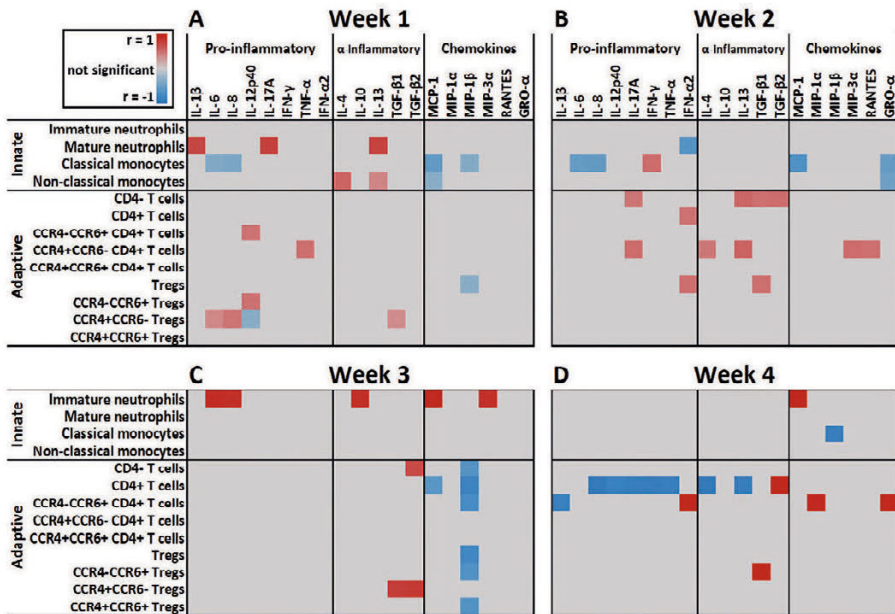 A Week 1
B Week 2
r = 1
not significant
r = -1
Pro-inflammatory
α Inflammatory
Chemokines
IL-13
IL-6
IL-8
IL-12p40
IL-17A
IFN-γ
TNF-α
IFN-α2
IL-4
IL-10
IL-13
TGF-β1
TGF-β2
MCP-1
MIP-1α
MIP-1β
MIP-3α
RANTES
GRO-α
Pro-inflammatory
α Inflammatory
Chemokines
IL-13
IL-6
IL-8
IL-12p40
IL-17A
IFN-γ
TNF-α
IFN-α2
IL-4
IL-10
IL-13
TGF-β1
TGF-β2
MCP-1
MIP-1α
MIP-1β
MIP-3α
RANTES
GRO-α
Innate
Immature neutrophils
Mature neutrophils
Classical monocytes
Non-classical monocytes
Adaptive
CD4- T cells
CD4+ T cells
CCR4-CCR6+ CD4+ T cells
CCR4+CCR6- CD4+ T cells
CCR4+CCR6+ CD4+ T cells
Tregs
CCR4-CCR6+ Tregs
CCR4+CCR6- Tregs
CCR4+CCR6+ Tregs
C Week 3
D Week 4
Innate
Immature neutrophils
Mature neutrophils
Classical monocytes
Non-classical monocytes
Adaptive
CD4- T cells
CD4+ T cells
CCR4-CCR6+ CD4+ T cells
CCR4+CCR6- CD4+ T cells
CCR4+CCR6+ CD4+ T cells
Tregs
CCR4-CCR6+ Tregs
CCR4+CCR6- Tregs
CCR4+CCR6+ Tregs